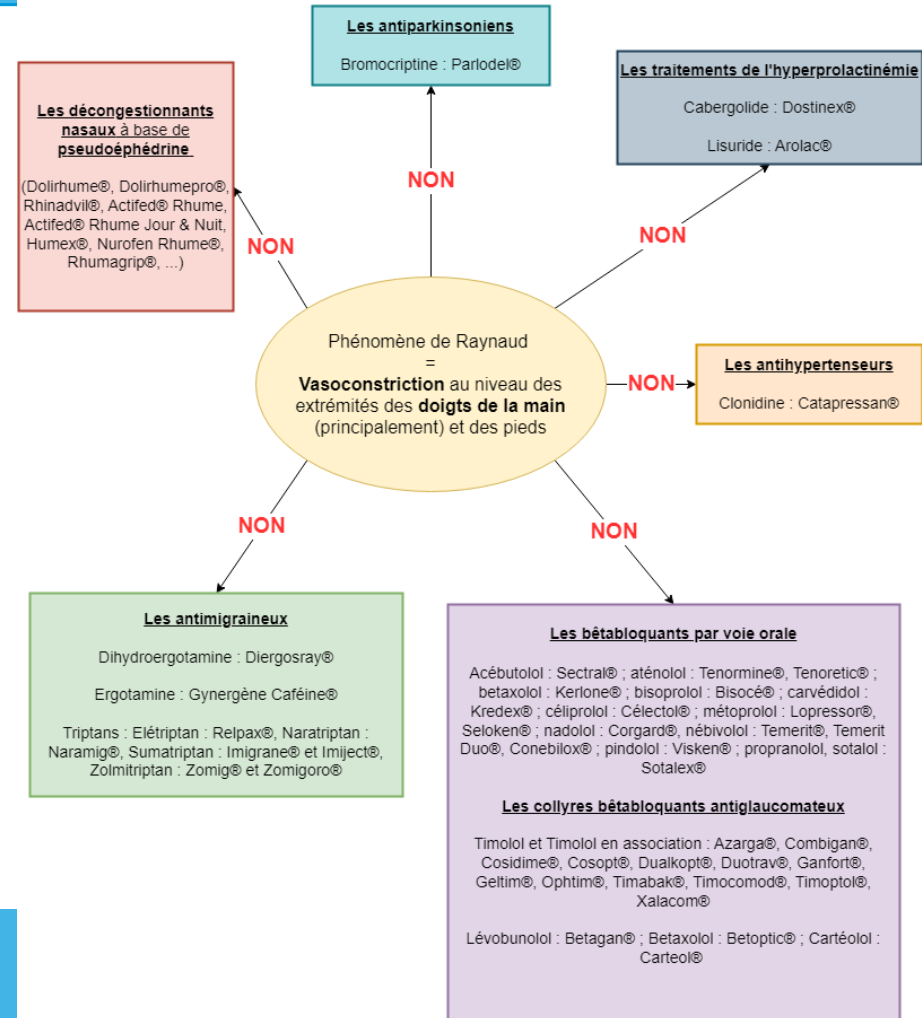 Les antiparkinsoniens
Bromocriptine : Parlodel®
Les traitements de l'hyperprolactinémie
Cabergolide : Dostinex®
Lisuride : Arolac®
Les décongestionnants
nasaux à base de
pseudoéphédrine
(Dolirhume®, Dolirhumepro®,
Rhinadvil®, Actifed® Rhume,
Actifed® Rhume Jour & Nuit,
Humex®, Nurofen Rhume®,
Rhumagrip®, ...)
NON
NON
NON
Phénomène de Raynaud
=
Vasoconstriction au niveau des
extrémités des doigts de la main
(principalement) et des pieds
NON
Les antihypertenseurs
Clonidine : Catapressan®
NON
NON
Les antimigraineux
Dihydroergotamine : Diergosray®
Ergotamine : Gynergène Caféine®
Triptans : Elétriptan : Relpax®, Naratriptan :
Naramig®, Sumatriptan : Imigrane® et Imiject®,
Zolmitriptan : Zomig® et Zomigoro®
Les bêtabloquants par voie orale
Acébutolol : Sectral® ; aténolol : Tenormine®, Tenoretic® ;
betaxolol : Kerlone® ; bisoprolol : Bisocé® ; carvédidol :
Kredex® ; céliprolol : Célectol® ; métoprolol : Lopressor®,
Seloken® ; nadolol : Corgard®, nébivolol : Temerit®, Temerit
Duo®, Conebilox® ; pindolol : Visken® ; propranolol, sotalol :
Sotalex®
Les collyres bêtabloquants antiglaucomateux
Timolol et Timolol en association : Azarga®, Combigan®,
Cosidime®, Cosopt®, Dualkopt®, Duotrav®, Ganfort®,
Geltim®, Ophtim®, Timabak®, Timocomod®, Timoptol®,
Xalacom®
Lévobunolol : Betagan® ; Betaxolol : Betoptic® ; Cartéolol :
Carteol®